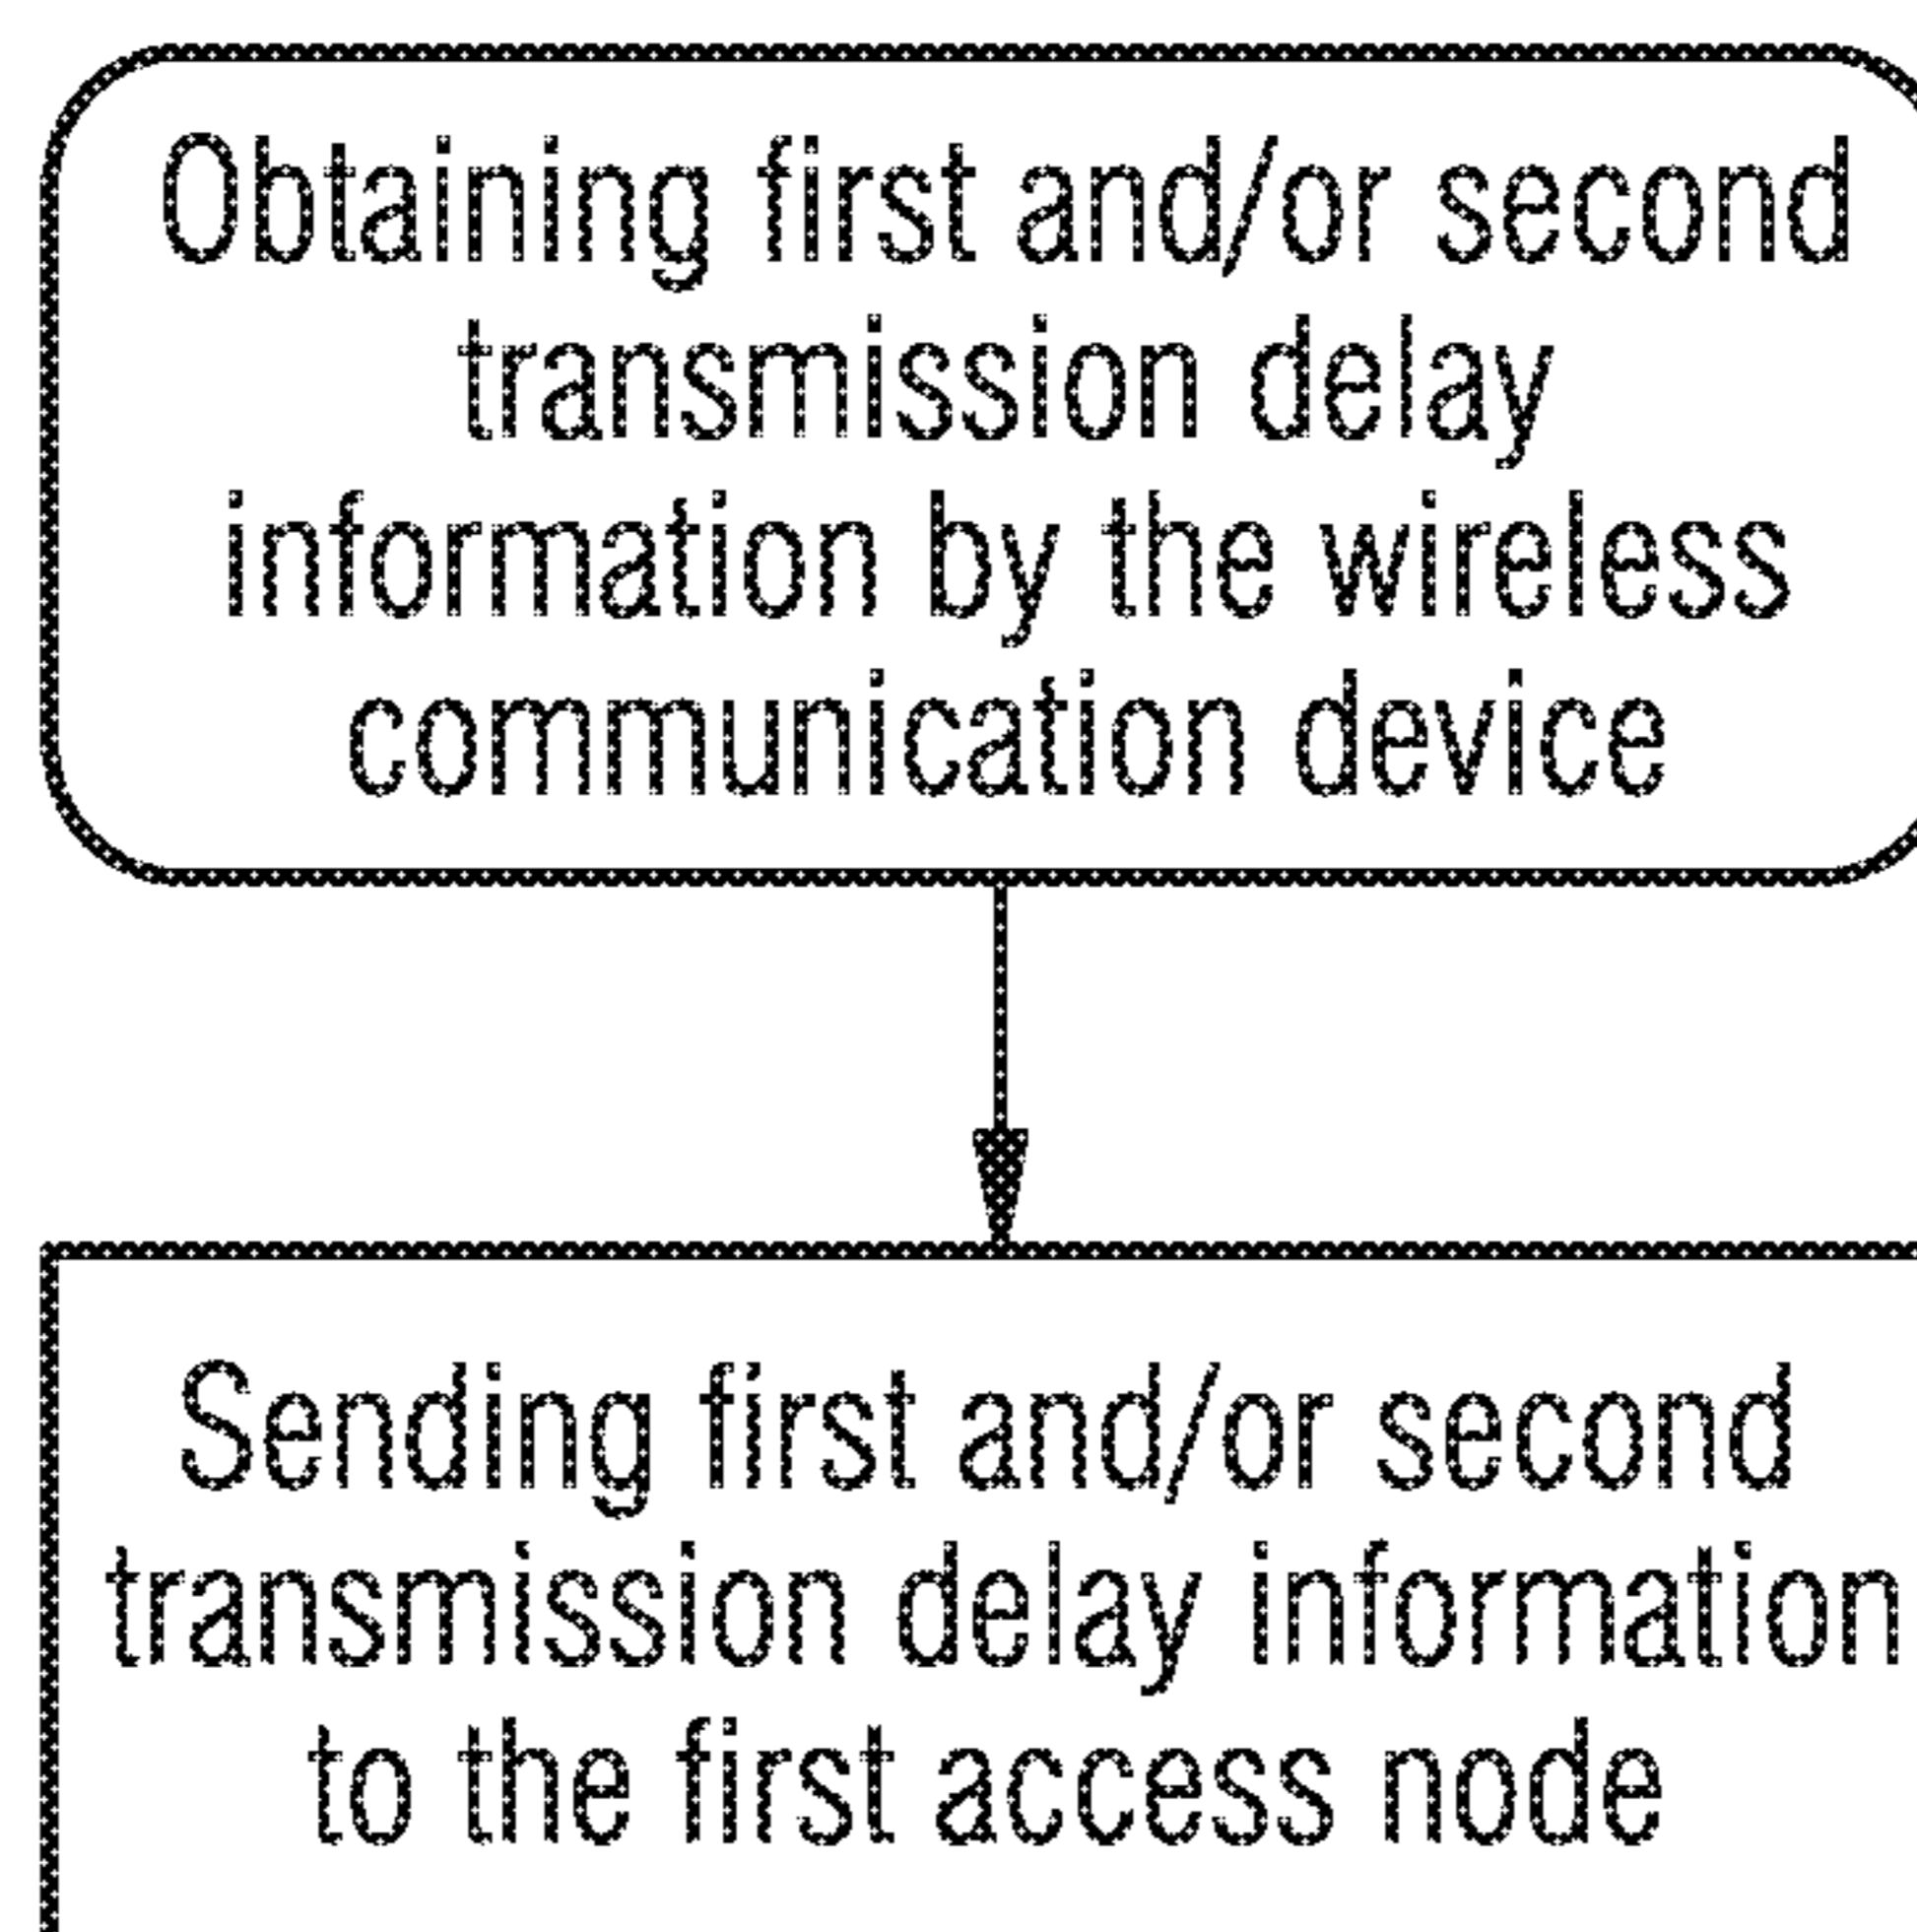 Obtaining first and/or second
transmission delay
information by the wireless
communication device
Sending first and/or second
transmission delay information
to the first access node